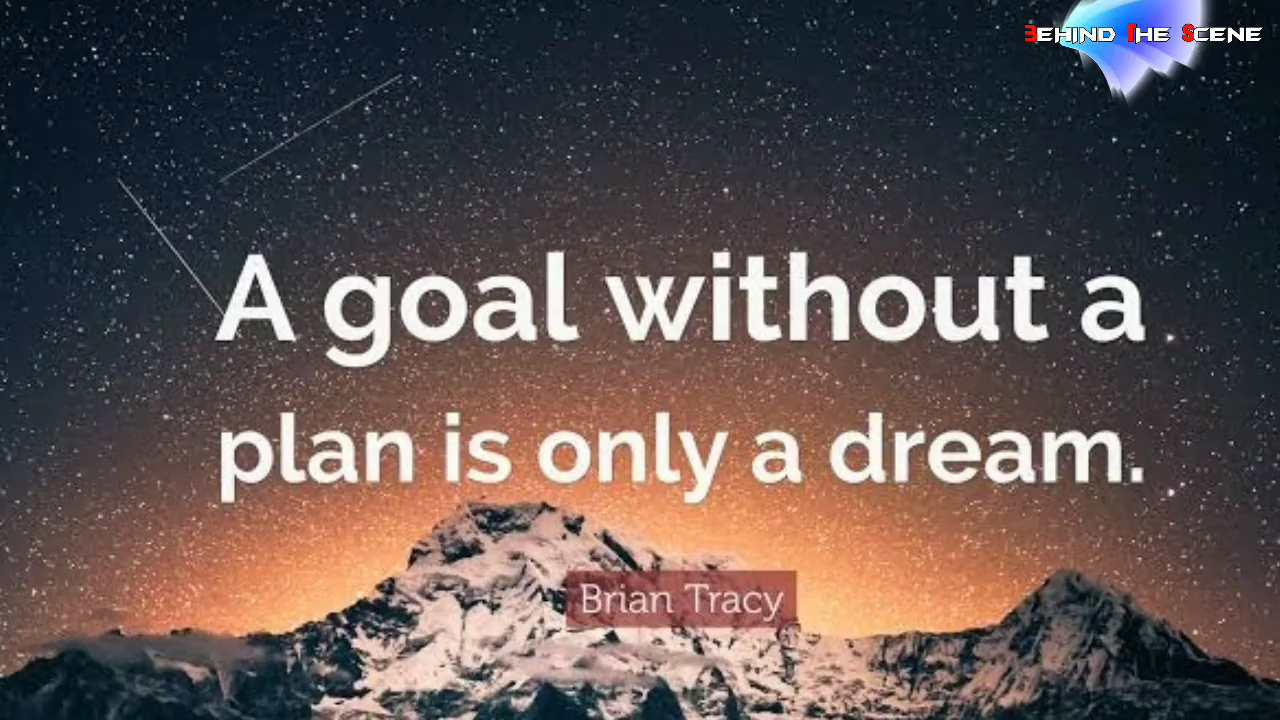 BEHIND THE SCENE
A goal without a
plan is only a dream.
Brian Tracy